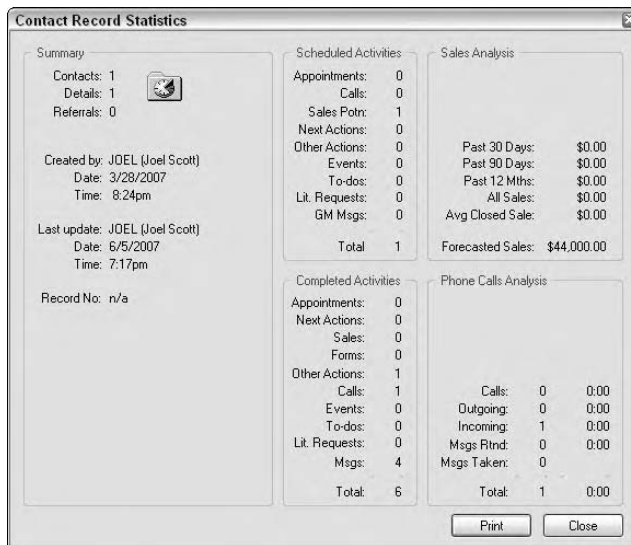 Contact Record Statistics
Summary
Contacts: 1
Details: 1
Referrals: 0
Created by: JOEL (Joel Scott)
Date: 3/28/2007
Time: 8:24pm
Last update: JOEL (Joel Scott)
Date: 6/5/2007
Time: 7:17pm
Record No: n/a
Scheduled Activities
Appointments: 0
Calls: 0
Sales Potn: 1
Next Actions: 0
Other Actions: 0
Events: 0
To-dos: 0
Lit. Requests: 0
GM Msgs: 0
Total 1
Sales Analysis
Past 30 Days: $0.00
Past 90 Days: $0.00
Past 12 Mths: $0.00
All Sales: $0.00
Avg Closed Sale: $0.00
Forecasted Sales: $44,000.00
Completed Activities
Appointments: 0
Next Actions: 0
Sales: 0
Forms: 0
Other Actions: 1
Calls: 1
Events: 0
To-dos: 0
Lit. Requests: 0
Msgs: 4
Total: 6
Phone Calls Analysis
Calls: 0 0:00
Outgoing: 0 0:00
Incoming: 1 0:00
Msgs Rtnd: 0 0:00
Msgs Taken: 0
Total: 1 0:00
Print
Close